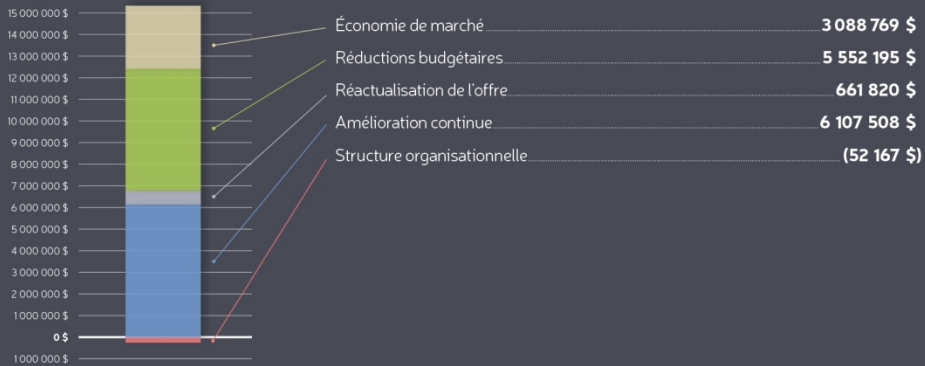 15 000 000 $
14 000 000 $
13 000 000 $
12 000 000 $
11 000 000 $
10 000 000 $
9 000 000 $
8 000 000 $
7 000 000 $
6 000 000 $
5 000 000 $
4 000 000 $
3 000 000 $
2 000 000 $
1 000 000 $
0 $
1 000 000 $
Économie de marché 3 088 769 $
Réductions budgétaires 5 552 195 $
Réactualisation de l'offre 661 820 $
Amélioration continue 6 107 508 $
Structure organisationnelle (52 167 $)